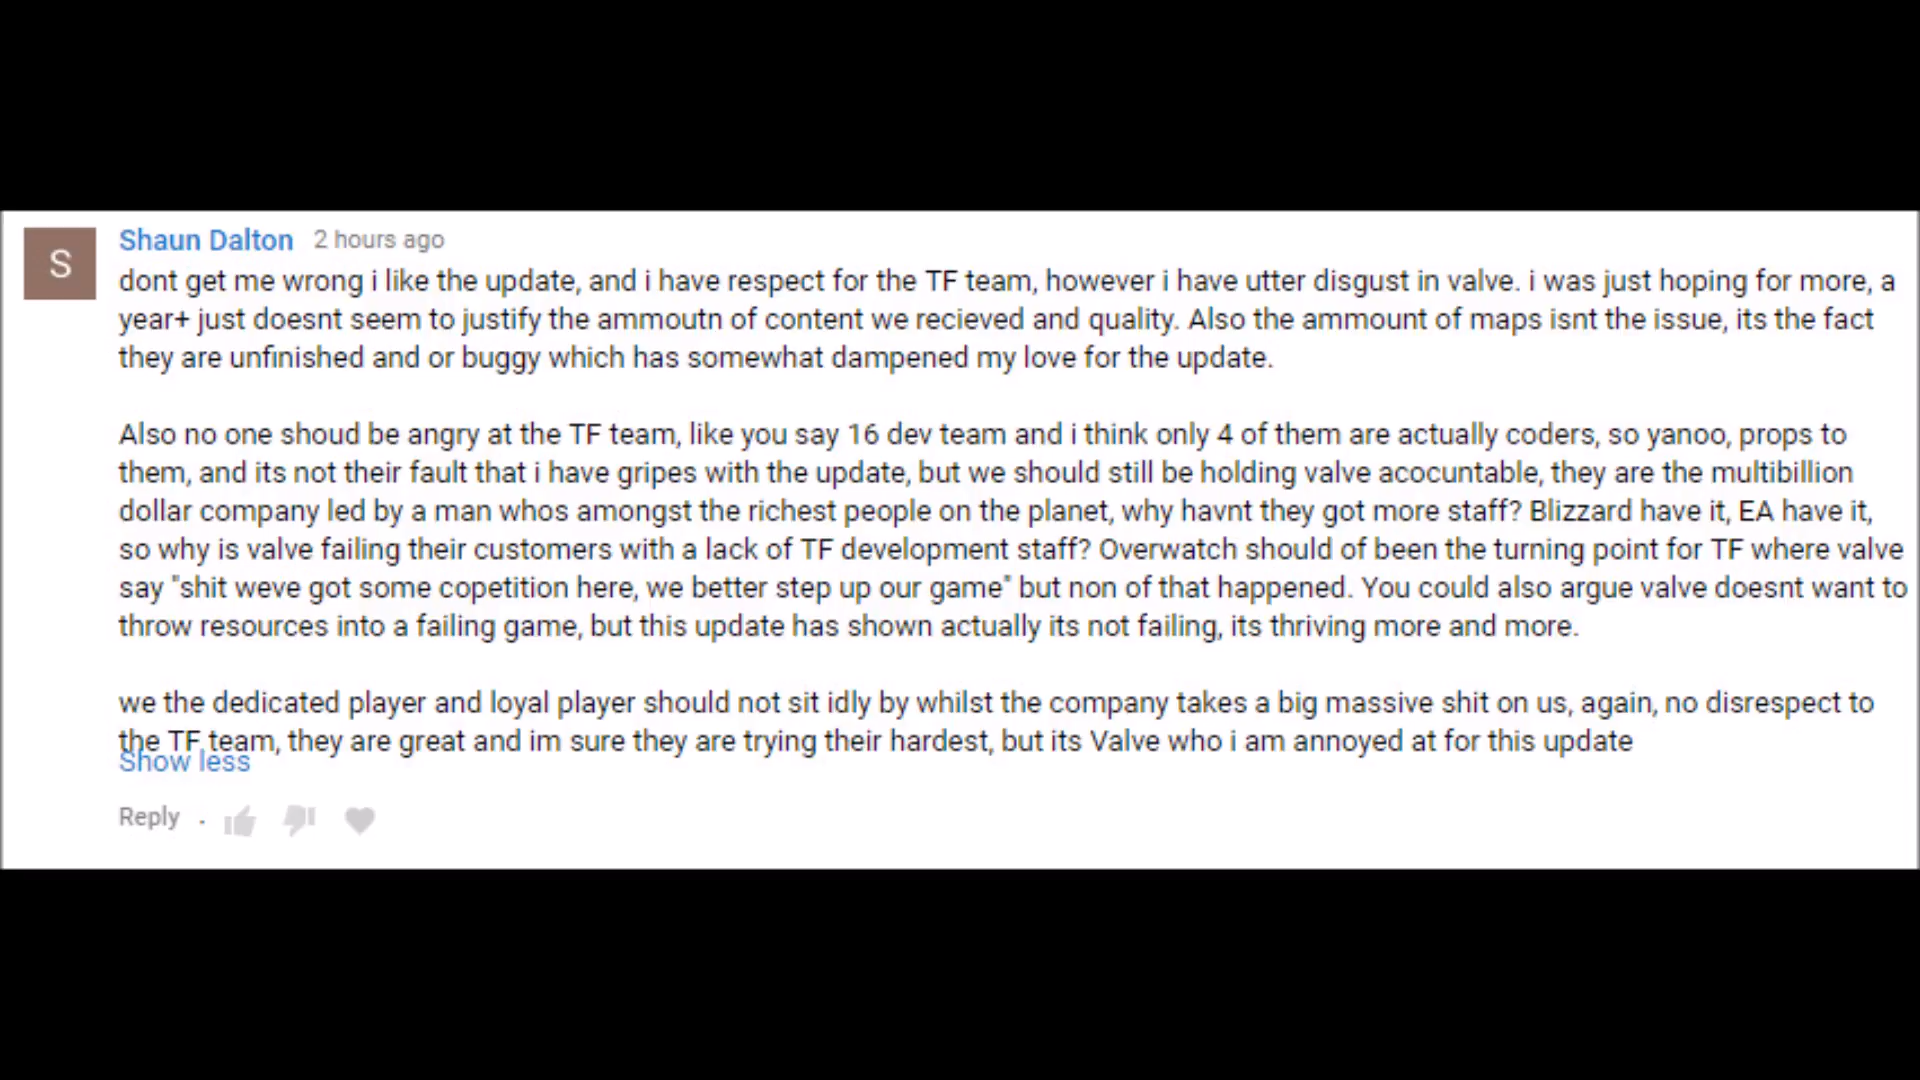 S
Shaun Dalton 2 hours ago
dont get me wrong i like the update, and i have respect for the TF team, however i have utter disgust in valve. i was just hoping for more, a
year+ just doesnt seem to justify the ammoutn of content we recieved and quality. Also the ammount of maps isnt the issue, its the fact
they are unfinished and or buggy which has somewhat dampened my love for the update.
Also no one shoud be angry at the TF team, like you say 16 dev team and i think only 4 of them are actually coders, so yanoo, props to
them, and its not their fault that i have gripes with the update, but we should still be holding valve acocuntable, they are the multibillion
dollar company led by a man whos amongst the richest people on the planet, why havnt they got more staff? Blizzard have it, EA have it,
so why is valve failing their customers with a lack of TF development staff? Overwatch should of been the turning point for TF where valve
say "shit weve got some copetition here, we better step up our game" but non of that happened. You could also argue valve doesnt want to
throw resources into a failing game, but this update has shown actually its not failing, its thriving more and more.
we the dedicated player and loyal player should not sit idly by whilst the company takes a big massive shit on us, again, no disrespect to
the TF team, they are great and im sure they are trying their hardest, but its Valve who i am annoyed at for this update
Show less
Reply .